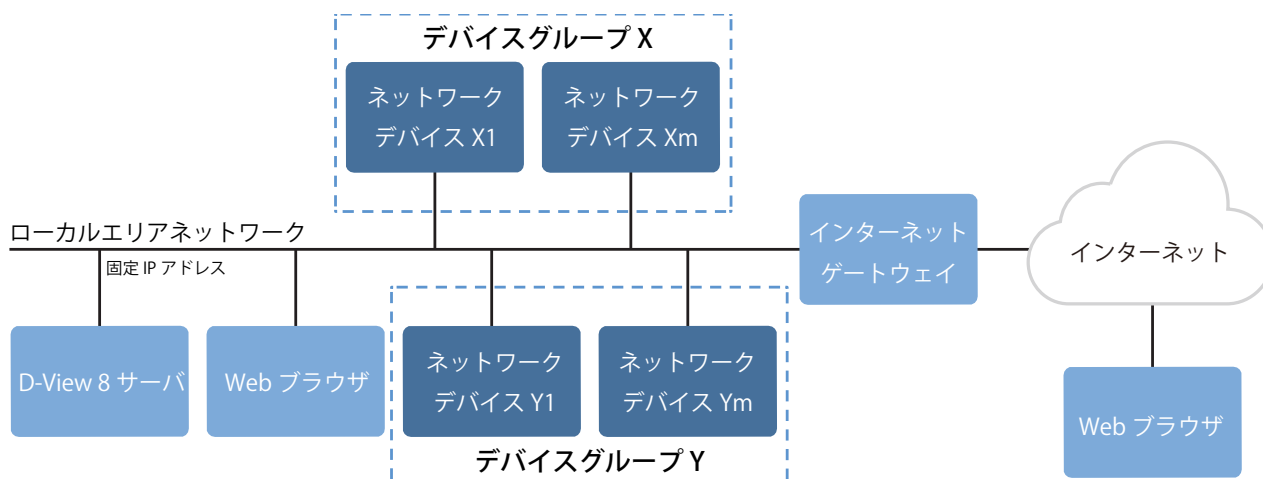 デバイスグループ X
ネットワーク
デバイス X1
ネットワーク
デバイス Xm
ローカルエリアネットワーク
固定 IP アドレス
インターネット
ゲートウェイ
インターネット
D-View 8 サーバ
Web ブラウザ
ネットワーク
デバイス Y1
ネットワーク
デバイス Ym
デバイスグループ Y
Web ブラウザ